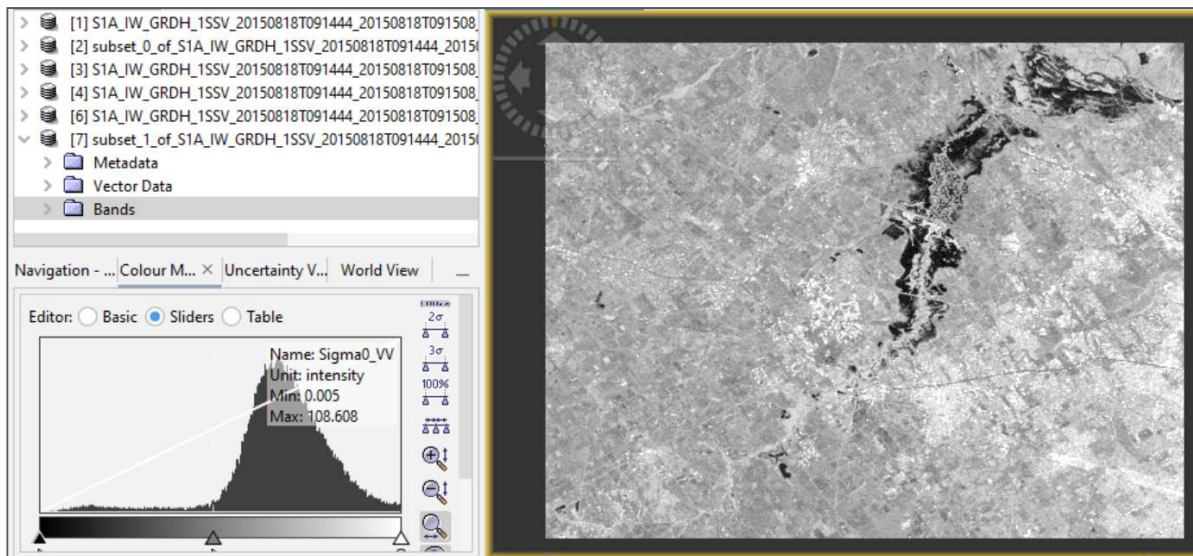 [1] S1A_IW_GRDH_1SSV_20150818T091444_20150818T091508_
[2] subset_0_of_S1A_IW_GRDH_1SSV_20150818T091444_2015
[3] S1A_IW_GRDH_1SSV_20150818T091444_20150818T091508_
[4] S1A_IW_GRDH_1SSV_20150818T091444_20150818T091508_
[6] S1A_IW_GRDH_1SSV_20150818T091444_20150818T091508_
[7] subset_1_of_S1A_IW_GRDH_1SSV_20150818T091444_2015
Metadata
Vector Data
Bands
Navigation - ... Colour M... × Uncertainty V... World View
Editor: Basic Sliders Table
Name: Sigma0_VV
Unit: intensity
Min: 0.005
Max: 108.608
2σ
3σ
100%